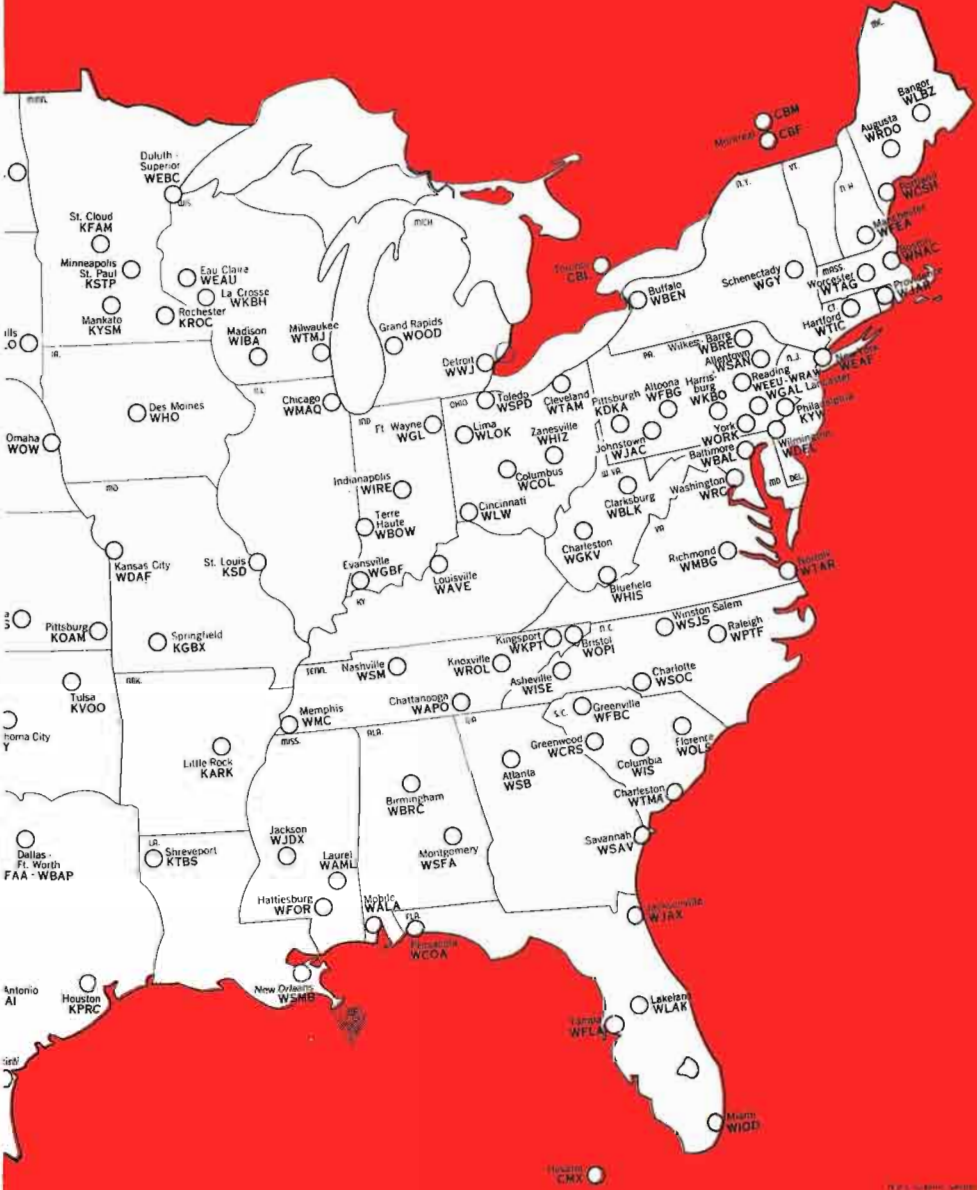 ME.
Bangor
WLBZ
Augusta
WRDO
CBM
Montreal
CBF
MINN.
VT.
N.Y.
N.H.
Duluth -
Superior
WEBC
WIS.
Portland
WCSH
MICH
St. Cloud
KFAM
Manchester
WFEA
Toronto
CBL
Minneapolis
St. Paul
KSTP
Eau Claire
WEAU
Schenectady
WGY
MASS.
Boston
WNAC
Worcester
WTAG
La Crosse
WKBH
Buffalo
WBEN
Providence
WJAR
Mankato
KYSM
Rochester
KROC
CT.
Hartford
WTIC
Madison
WIBA
Milwaukee
WTMJ
Grand Rapids
WOOD
Wilkes-Barre
WBRE
PA.
N.J.
Allentown
WSAN
New York
WEAF
IA.
Detroit
WWJ
Reading
WEEU-WRAW
ILL
Chicago
WMAQ
OHIO
Toledo
WSPD
Cleveland
WTAM
Pittsburgh
KDKA
Altoona
WFBG
Harris-
burg
WKBO
Lancaster
WGAL
Philadelphia
KYW
Des Moines
WHO
IND
Ft. Wayne
WGL
Lima
WLOK
Zanesville
WHIZ
Johnstown
WJAC
York
WORK
Wilmington
WDEL
Omaha
WOW
Baltimore
WBAL
Columbus
WCOL
W.VA.
MO
Indianapolis
WIRE
Clarksburg
WBLK
Washington
WRC
MD
DEL.
Cincinnati
WLW
Terre
Haute
WBOW
VA
Charleston
WGKV
Richmond
WMBG
Kansas City
WDAF
St. Louis
KSD
Evansville
WGBF
Louisville
WAVE
Norfolk
WTAR
KY
Bluefield
WHIS
Pittsburg
KOAM
Springfield
KGBX
Winston Salem
WSJS
Kingsport
WKPT
N.C.
Bristol
WOPI
Raleigh
WPTF
TENN.
Nashville
WSM
Knoxville
WROL
Asheville
WISE
Charlotte
WSOC
ARK.
Tulsa
KVOO
Chattanooga
WAPO
Memphis
WMC
S.C.
Greenville
WFBC
homa City
Y
MISS.
ALA.
GA
Greenwood
WCRS
Florence
WOLS
Little Rock
KARK
Atlanta
WSB
Columbia
WIS
Birmingham
WBRC
Charleston
WTMA
Dallas -
Ft. Worth
FAA - WBAP
LA.
Shreveport
KTBS
Jackson
WJDX
Laurel
WAML
Montgomery
WSFA
Savannah
WSAV
Hattiesburg
WFOR
Mobile
WALA
FLA.
Pensacola
WCOA
Jacksonville
WJAX
Antonio
AI
Houston
KPRC
New Orleans
WSMB
Lakeland
WLAK
Tampa
WFLA
Miami
WIOD
Havana
CMX